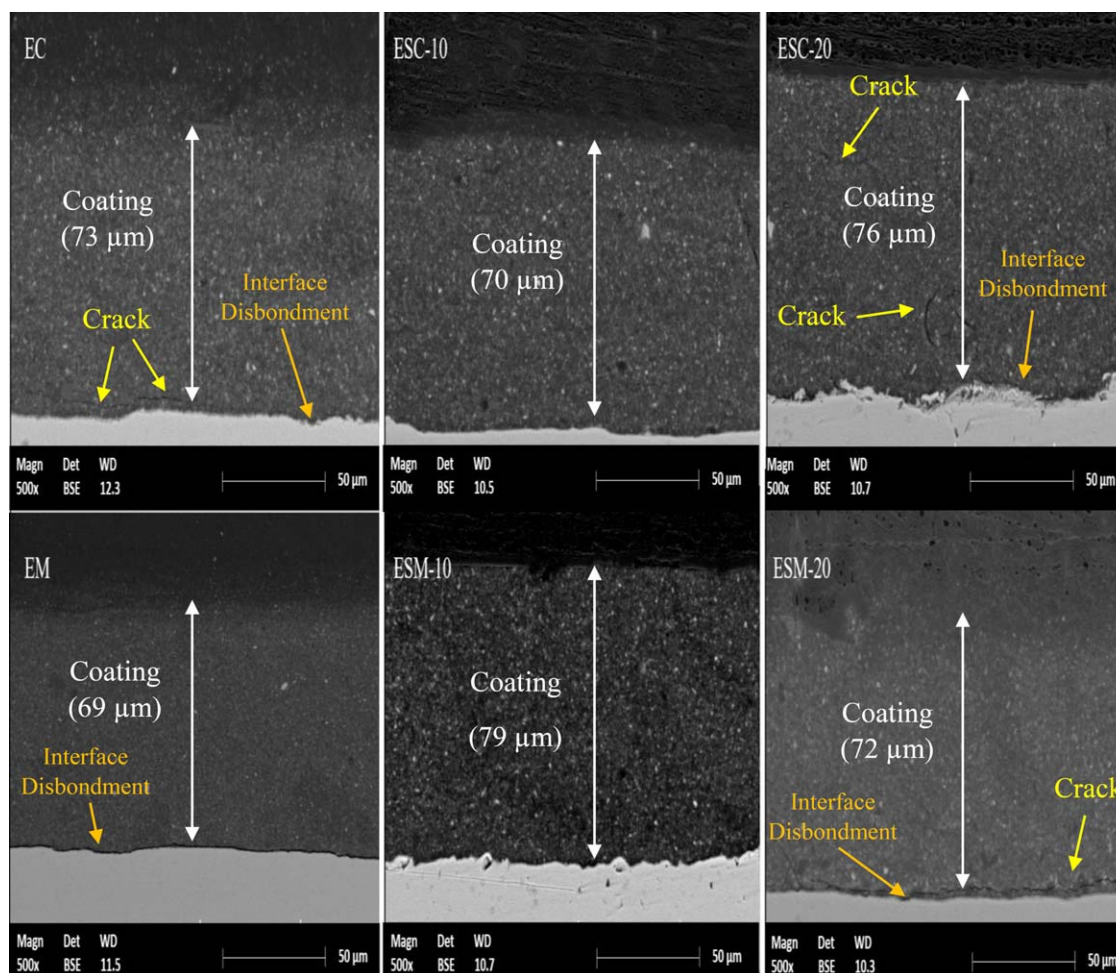 EC
Coating
(73 µm)
Interface
Disbondment
Crack
Magn Det WD
500x BSE 12.3
50 µm
ESC-10
Coating
(70 µm)
Magn Det WD
500x BSE 10.5
50 µm
ESC-20
Crack
Coating
(76 µm)
Interface
Disbondment
Crack
Magn Det WD
500x BSE 10.7
50 µm
EM
Coating
(69 µm)
Interface
Disbondment
Magn Det WD
500x BSE 11.5
50 µm
ESM-10
Coating
(79 µm)
Magn Det WD
500x BSE 10.7
50 µm
ESM-20
Coating
(72 µm)
Crack
Interface
Disbondment
Magn Det WD
500x BSE 10.3
50 µm